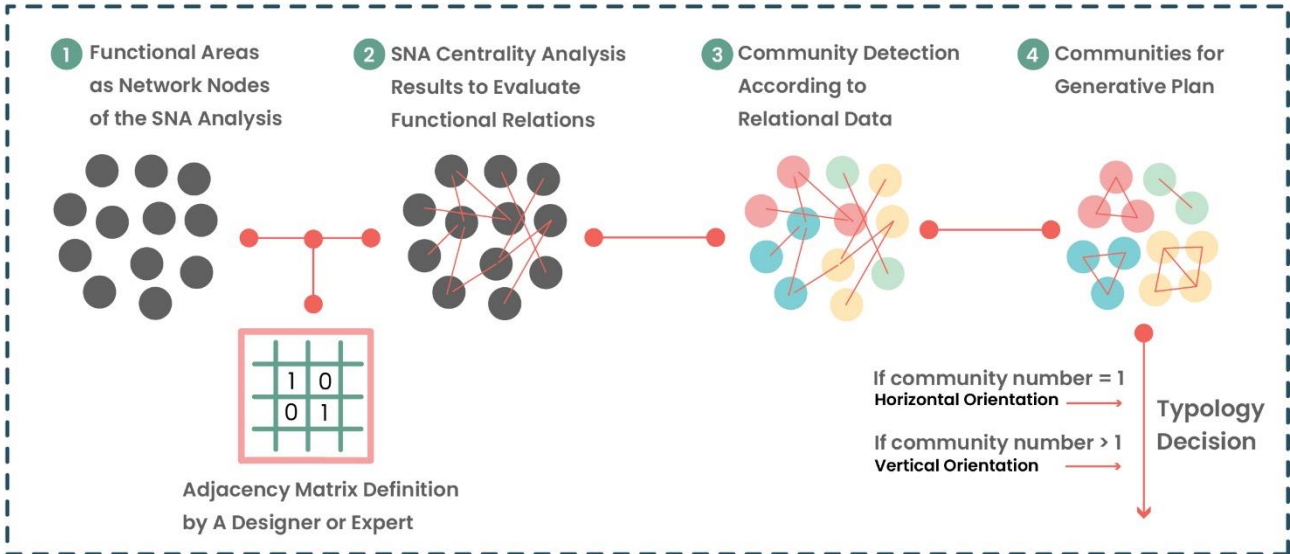 1 Functional Areas
as Network Nodes
of the SNA Analysis
2 SNA Centrality Analysis
Results to Evaluate
Functional Relations
3 Community Detection
According to
Relational Data
4 Communities for
Generative Plan
1 0
0 1
Adjacency Matrix Definition
by A Designer or Expert
If community number = 1
Horizontal Orientation
If community number > 1
Vertical Orientation
Typology
Decision